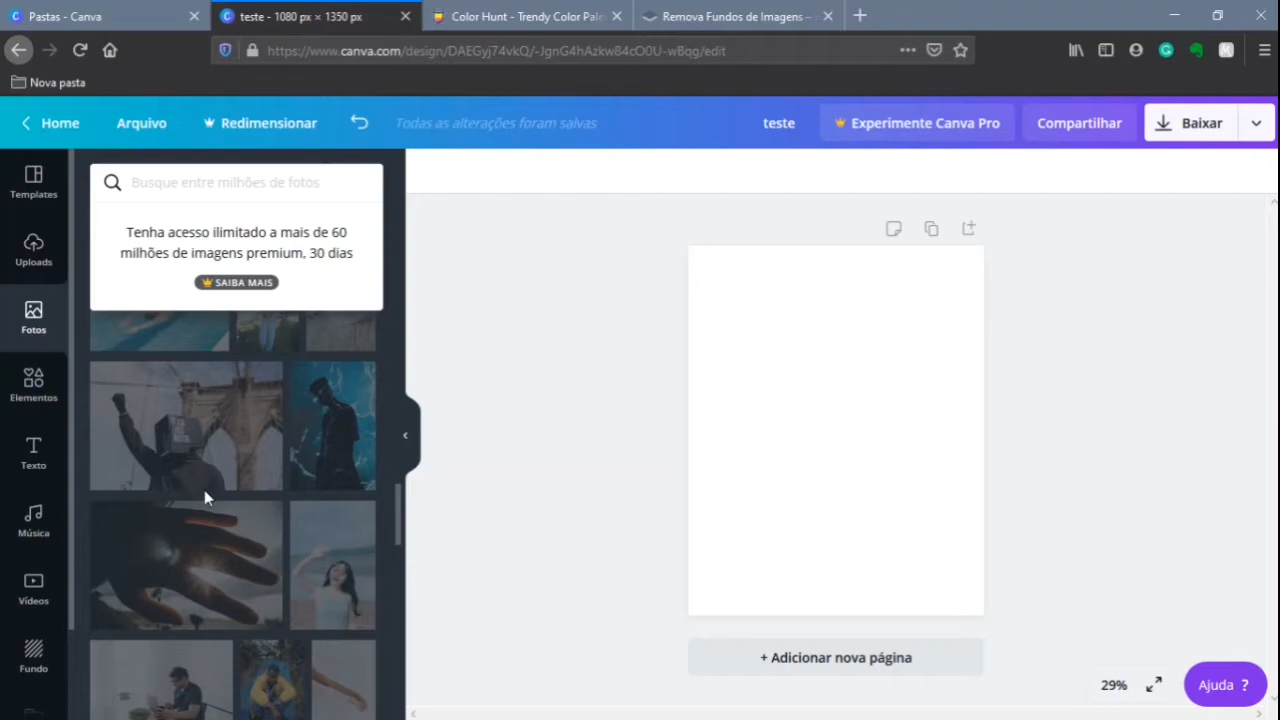 Pastas - Canva
teste - 1080 px × 1350 px
Color Hunt - Trendy Color Pale
Remova Fundos de Imagens –
https://www.canva.com/design/DAEGyj74vkQ/-JgnG4hAzkw84cO0U-wBqg/edit
Nova pasta
Home
Arquivo
Redimensionar
Todas as alterações foram salvas
teste
Experimente Canva Pro
Compartilhar
Baixar
Templates
Uploads
Fotos
Elementos
Texto
Música
Vídeos
Fundo
Busque entre milhões de fotos
Tenha acesso ilimitado a mais de 60
milhões de imagens premium, 30 dias
SAIBA MAIS
+ Adicionar nova página
29%
Ajuda ?